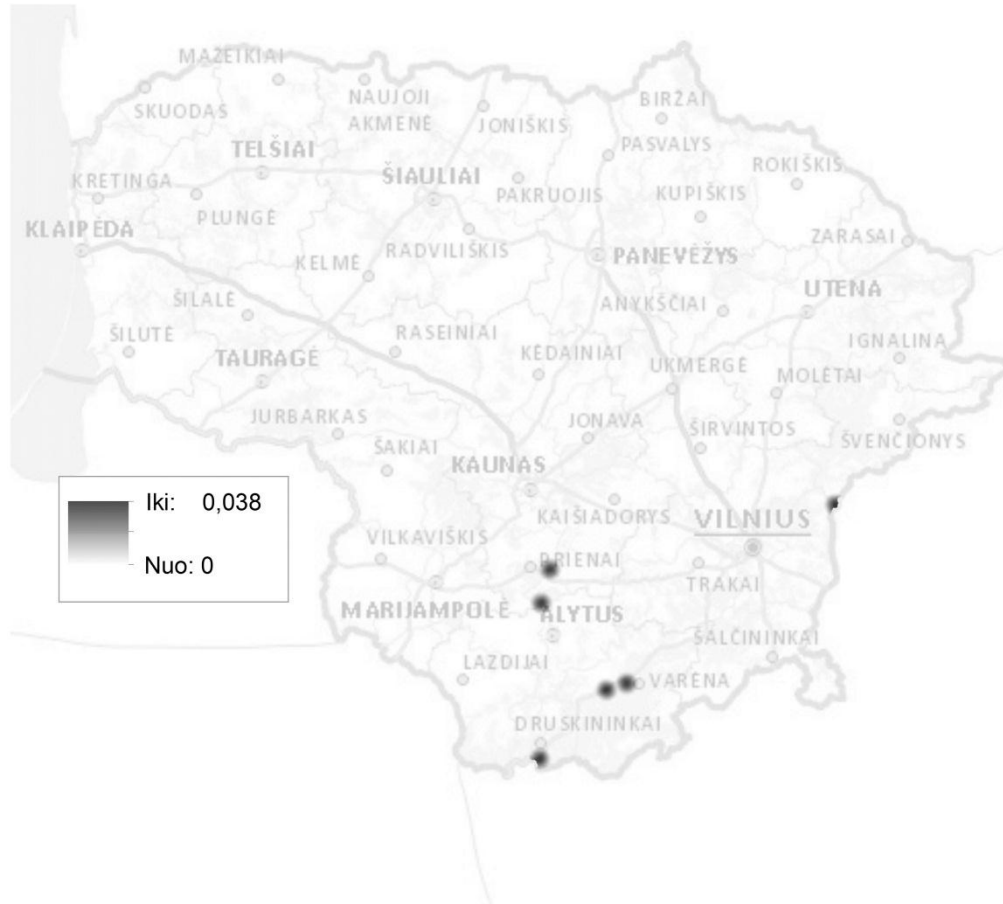 MAŽEIKIAI
SKUODAS
NAUJOJI
AKMENĖ
JONIŠKIS
BIRŽAI
PASVALYS
TELŠIAI
ROKIŠKIS
KRETINGA
ŠIAULIAI
PAKRUOJIS
KUPIŠKIS
PLUNGĖ
KLAIPĖDA
RADVILIŠKIS
ZARASAI
KELMĖ
PANEVĖŽYS
UTENA
ŠILALĖ
ANYKŠČIAI
ŠILUTĖ
RASEINIAI
IGNALINA
TAURAGĖ
KĖDAINIAI
UKMERGĖ
MOLĖTAI
JURBARKAS
JONAVA
ŠIRVINTOS
ŠVENČIONYS
ŠAKIAI
KAUNAS
Iki: 0,038
KAIŠIADORYS
VILNIUS
VILKAVIŠKIS
PRIENAI
Nuo: 0
TRAKAI
MARIJAMPOLĖ
ALYTUS
ŠALČININKAI
LAZDIJAI
VARĖNA
DRUSKININKAI